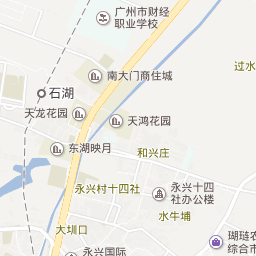 广州市财经
职业学校
过水
南大门商住城
石湖
天龙花园
天鸿花园
东湖映月
和兴庄
永兴村十四社
永兴十四
社办公楼
水牛埔
大圳口
瑚琏农
综合市
永兴国际